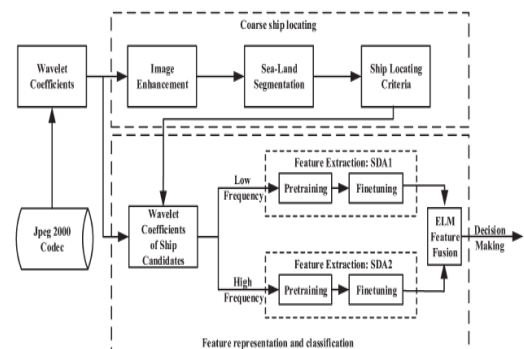 Coarse ship locating
Wavelet
Coefficients
Image
Enhancement
Sea-Land
Segmentation
Ship Locating
Criteria
Jpeg 2000
Codec
Wavelet
Coefficients
of Ship
Candidates
Low
Frequency
High
Frequency
Feature Extraction: SDA1
Pretraining
Finetuning
Feature Extraction: SDA2
Pretraining
Finetuning
ELM
Feature
Fusion
Decision
Making
Feature representation and classification